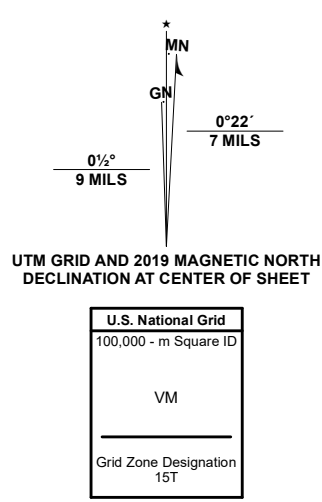 ★
MN
GN
0°22´
7 MILS
0½°
9 MILS
UTM GRID AND 2019 MAGNETIC NORTH
DECLINATION AT CENTER OF SHEET
U.S. National Grid
100,000 - m Square ID
VM
Grid Zone Designation
15T